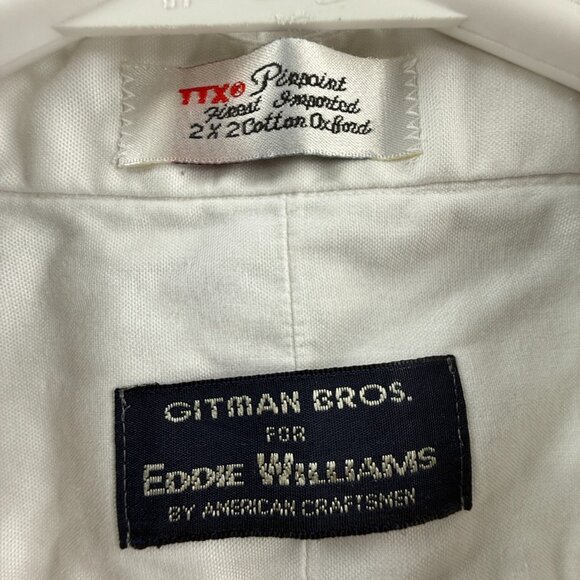 TTX® Pinpoint
Finest Imported
2 X 2 Cotton Oxford
GITMAN BROS.
FOR
EDDIE WILLIAMS
BY AMERICAN CRAFTSMEN